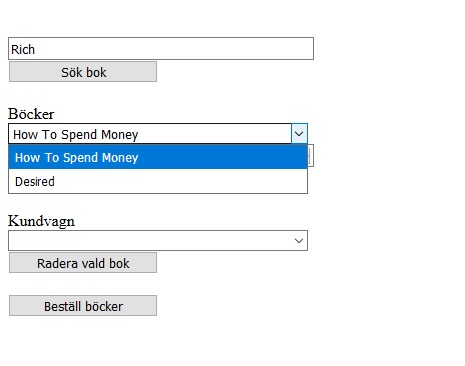 Rich
Sök bok
Böcker
How To Spend Money
How To Spend Money
Desired
Kundvagn
Radera vald bok
Beställ böcker